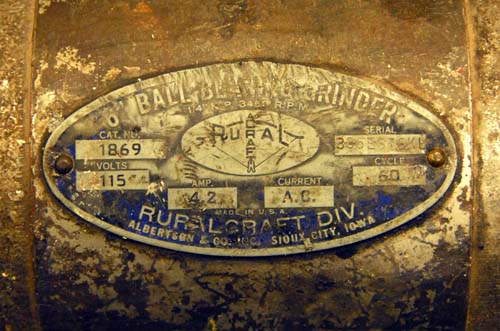 BALL BEARING GRINDER
1/4 H.P. 3450 R.P.M.
CAT. NO.
1869
RURAL
CRAFT
SERIAL
VOLTS
115
AMP.
4.2
CURRENT
A.C.
CYCLE
60
MADE IN U.S.A.
RURALCRAFT DIV.
ALBERTSON & CO. INC. SIOUX CITY, IOWA